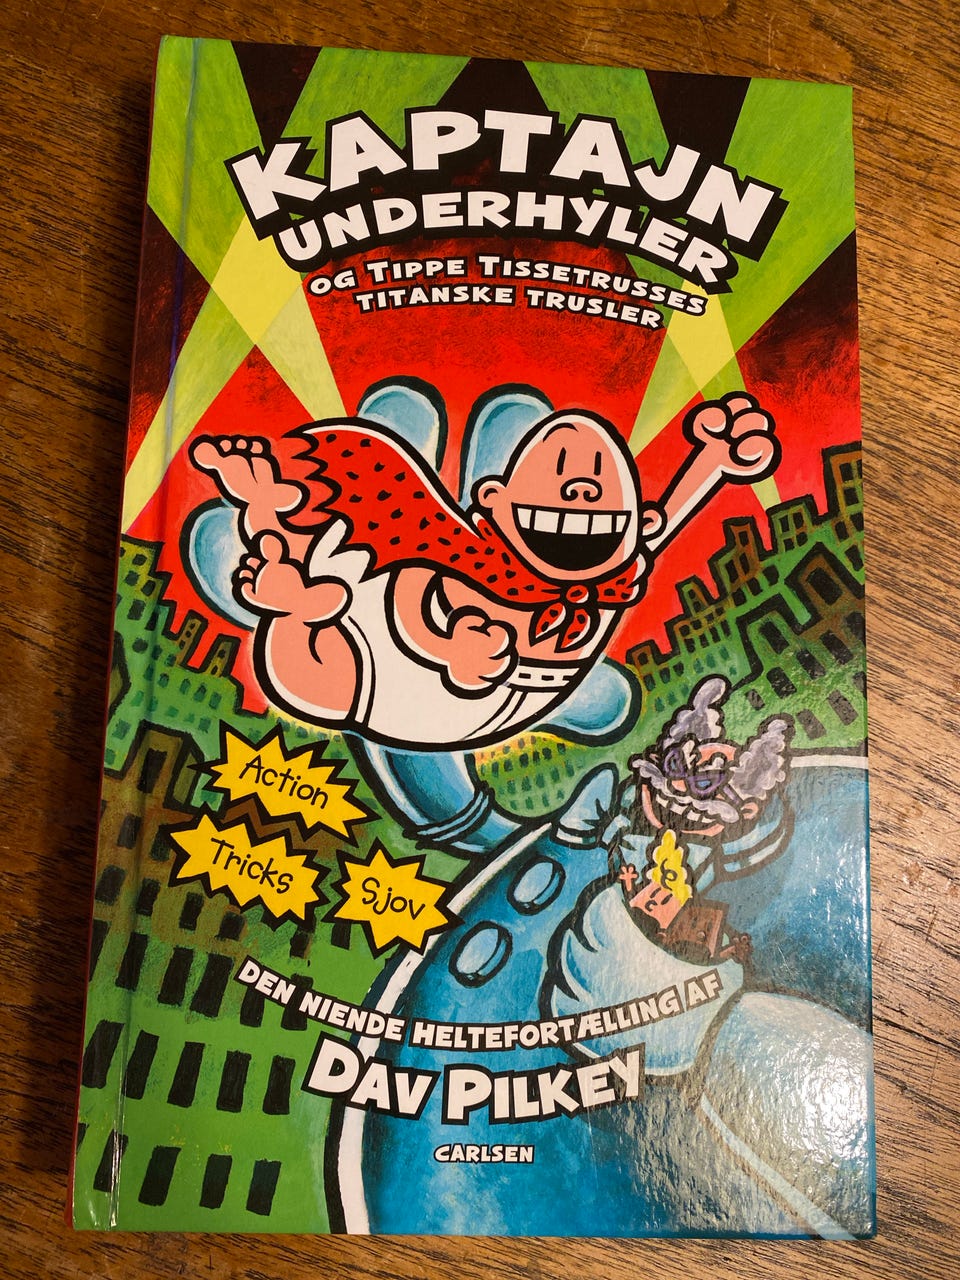 KAPTAJN
UNDERHYLER
OG TIPPE TISSETRUSSES
TITANSKE TRUSLER
Action
Tricks
Sjov
DEN NIENDE HELTEFORTÆLLING AF
DAV PILKEY
CARLSEN